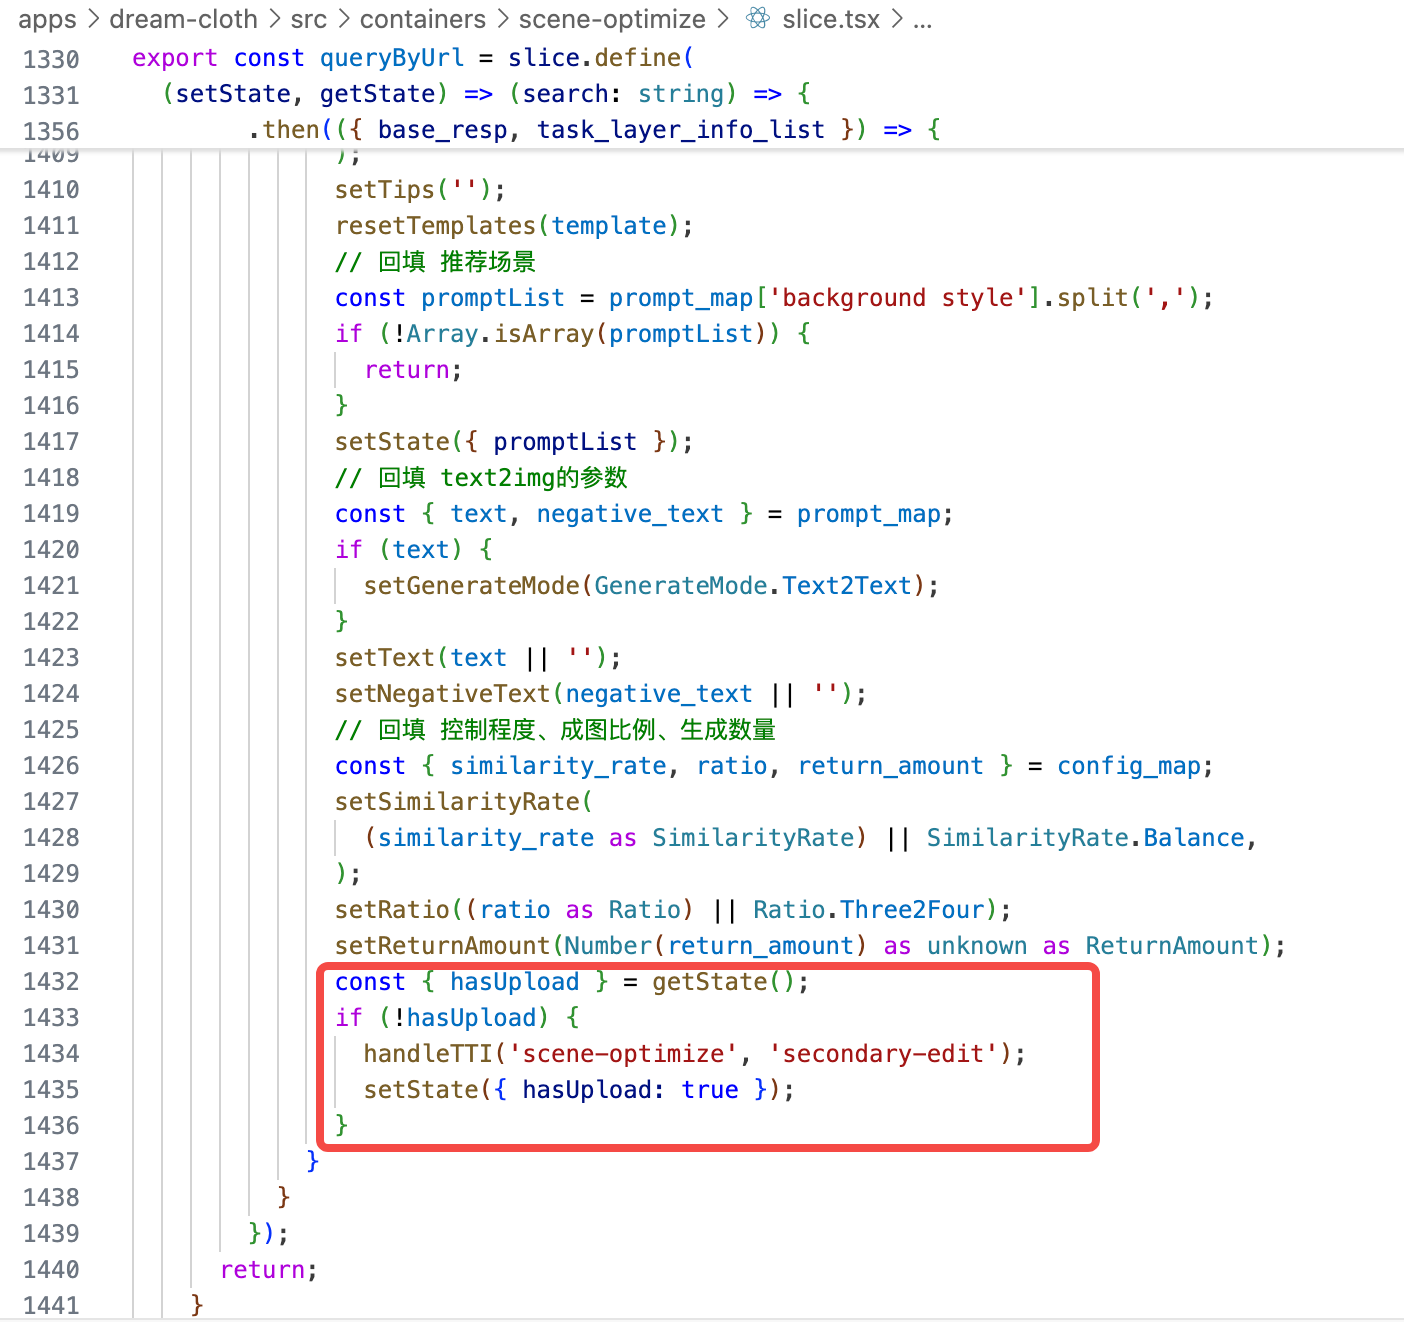 apps > dream-cloth > src > containers > scene-optimize > slice.tsx > ...
1330 export const queryByUrl = slice.define(
1331 (setState, getState) => (search: string) => {
1356 .then(({ base_resp, task_layer_info_list }) => {
1409 );
1410 setTips('');
1411 resetTemplates(template);
1412 // 回填 推荐场景
1413 const promptList = prompt_map['background style'].split(',');
1414 if (!Array.isArray(promptList)) {
1415 return;
1416 }
1417 setState({ promptList });
1418 // 回填 text2img的参数
1419 const { text, negative_text } = prompt_map;
1420 if (text) {
1421 setGenerateMode(GenerateMode.Text2Text);
1422 }
1423 setText(text || '');
1424 setNegativeText(negative_text || '');
1425 // 回填 控制程度、成图比例、生成数量
1426 const { similarity_rate, ratio, return_amount } = config_map;
1427 setSimilarityRate(
1428 (similarity_rate as SimilarityRate) || SimilarityRate.Balance,
1429 );
1430 setRatio((ratio as Ratio) || Ratio.Three2Four);
1431 setReturnAmount(Number(return_amount) as unknown as ReturnAmount);
1432 const { hasUpload } = getState();
1433 if (!hasUpload) {
1434 handleTTI('scene-optimize', 'secondary-edit');
1435 setState({ hasUpload: true });
1436 }
1437 }
1438 }
1439 });
1440 return;
1441 }